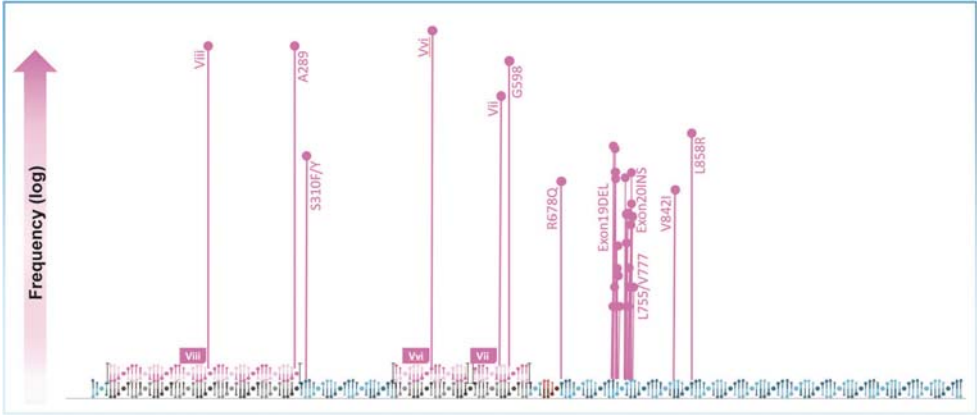 Frequency (log)
Viii
A289
S310F/Y
Vvi
Vii
G598
R678Q
Exon19DEL
Exon20INS
L755/V777
V842I
L858R
Viii
Vvi
Vii